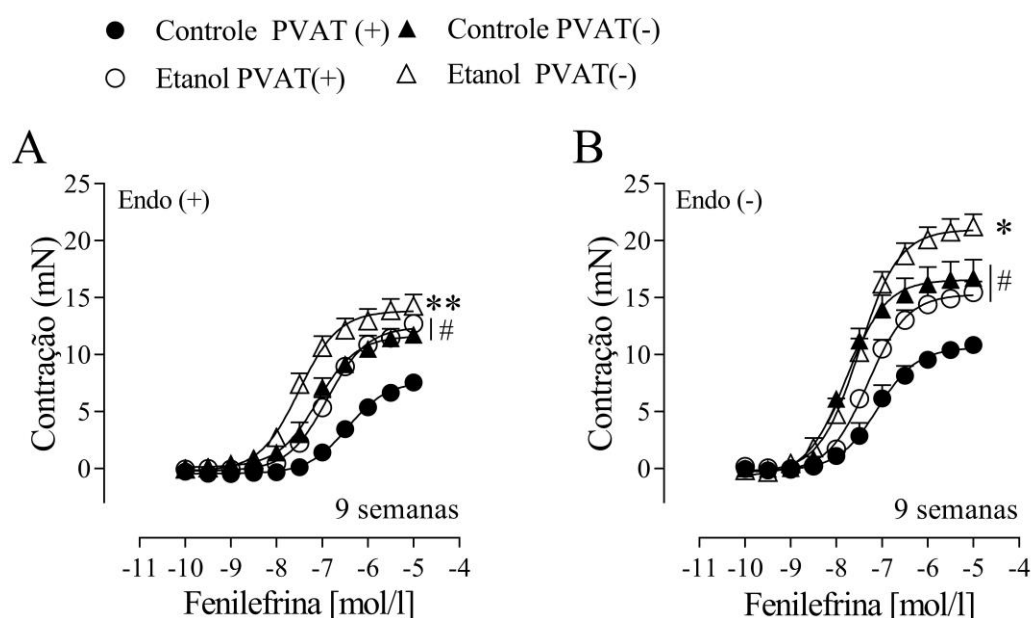 Controle PVAT (+)
Controle PVAT(-)
Etanol PVAT(+)
Etanol PVAT(-)
A
Contração (mN)
25
20
15
10
5
0
Endo (+)
**
#
9 semanas
-11 -10 -9 -8 -7 -6 -5 -4
Fenilefrina [mol/l]
B
Contração (mN)
25
20
15
10
5
0
Endo (-)
*
#
9 semanas
-11 -10 -9 -8 -7 -6 -5 -4
Fenilefrina [mol/l]